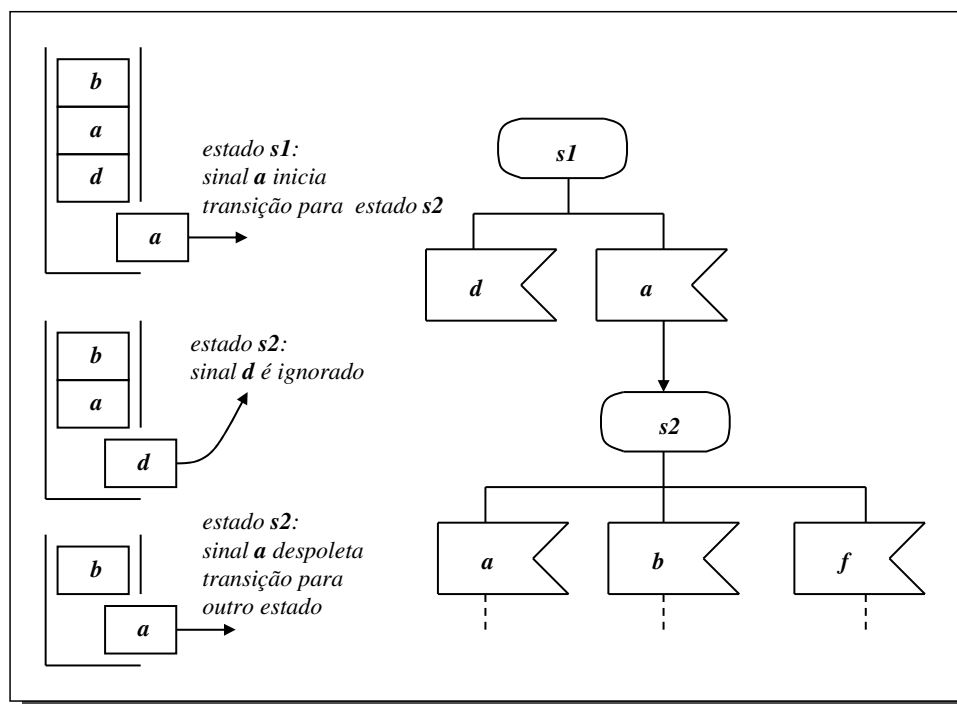 b
a
d
a
estado s1:
sinal a inicia
transição para estado s2
b
a
d
estado s2:
sinal d é ignorado
b
a
estado s2:
sinal a despoleta
transição para
outro estado
s1
d
a
s2
a
b
f